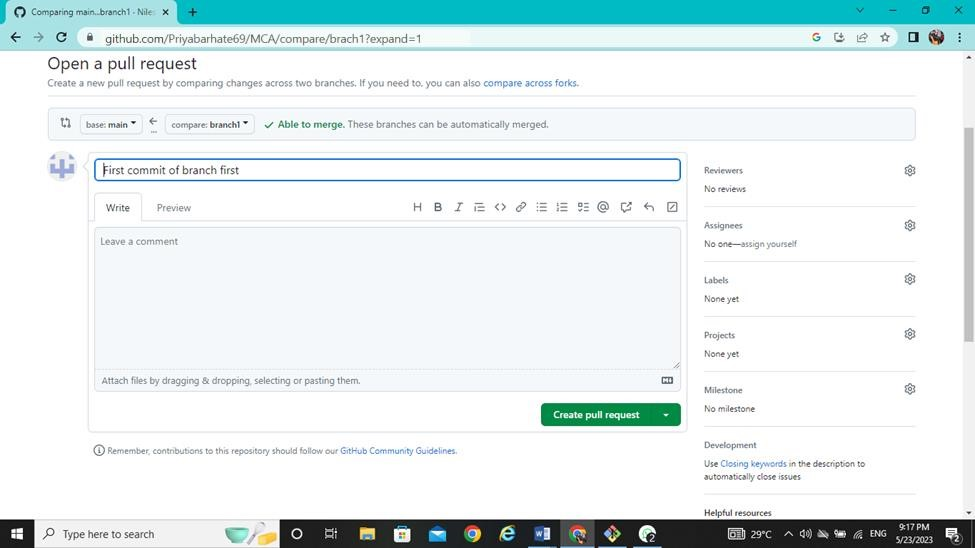 Comparing main...branch1 - Niles
github.com/Priyabarhate69/MCA/compare/brach1?expand=1
Open a pull request
Create a new pull request by comparing changes across two branches. If you need to, you can also compare across forks.
base: main
compare: branch1
Able to merge. These branches can be automatically merged.
First commit of branch first
Write Preview
H B I
Leave a comment
Attach files by dragging & dropping, selecting or pasting them.
Create pull request
Remember, contributions to this repository should follow our GitHub Community Guidelines.
Reviewers
No reviews
Assignees
No one—assign yourself
Labels
None yet
Projects
None yet
Milestone
No milestone
Development
Use Closing keywords in the description to
automatically close issues
Helpful resources
Type here to search
29°C
ENG
9:17 PM
5/23/2023
2